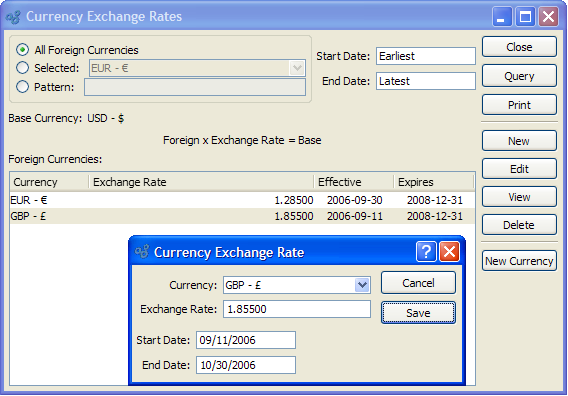 Currency Exchange Rates
All Foreign Currencies
Selected: EUR - €
Pattern:
Start Date: Earliest
End Date: Latest
Close
Query
Print
New
Edit
View
Delete
New Currency
Base Currency: USD - $
Foreign x Exchange Rate = Base
Foreign Currencies:
Currency Exchange Rate Effective Expires
EUR - € 1.28500 2006-09-30 2008-12-31
GBP - £ 1.85500 2006-09-11 2008-12-31
Currency Exchange Rate
Currency: GBP - £
Exchange Rate: 1.85500
Start Date: 09/11/2006
End Date: 10/30/2006
Cancel
Save